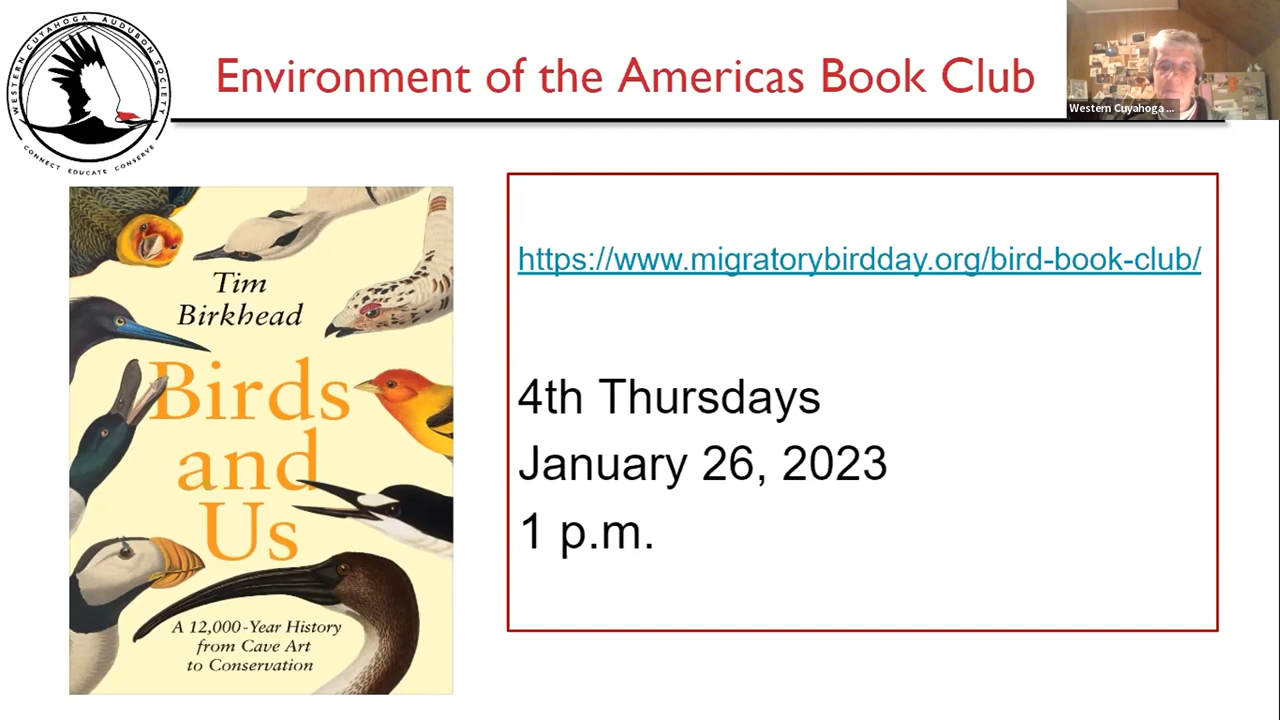 WESTERN CUYAHOGA AUDUBON SOCIETY
CONNECT EDUCATE CONSERVE
Environment of the Americas Book Club
Western Cuyahoga ...
Tim
Birkhead
Birds
and
Us
A 12,000-Year History
from Cave Art
to Conservation
https://www.migratorybirdday.org/bird-book-club/
4th Thursdays
January 26, 2023
1 p.m.